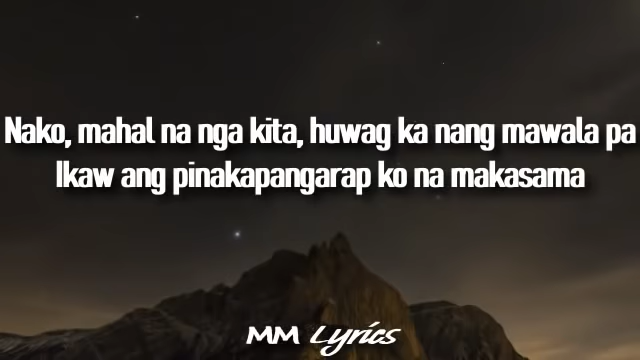 Nako, mahal na nga kita, huwag ka nang mawala pa
Ikaw ang pinakapangarap ko na makasama
MM Lyrics